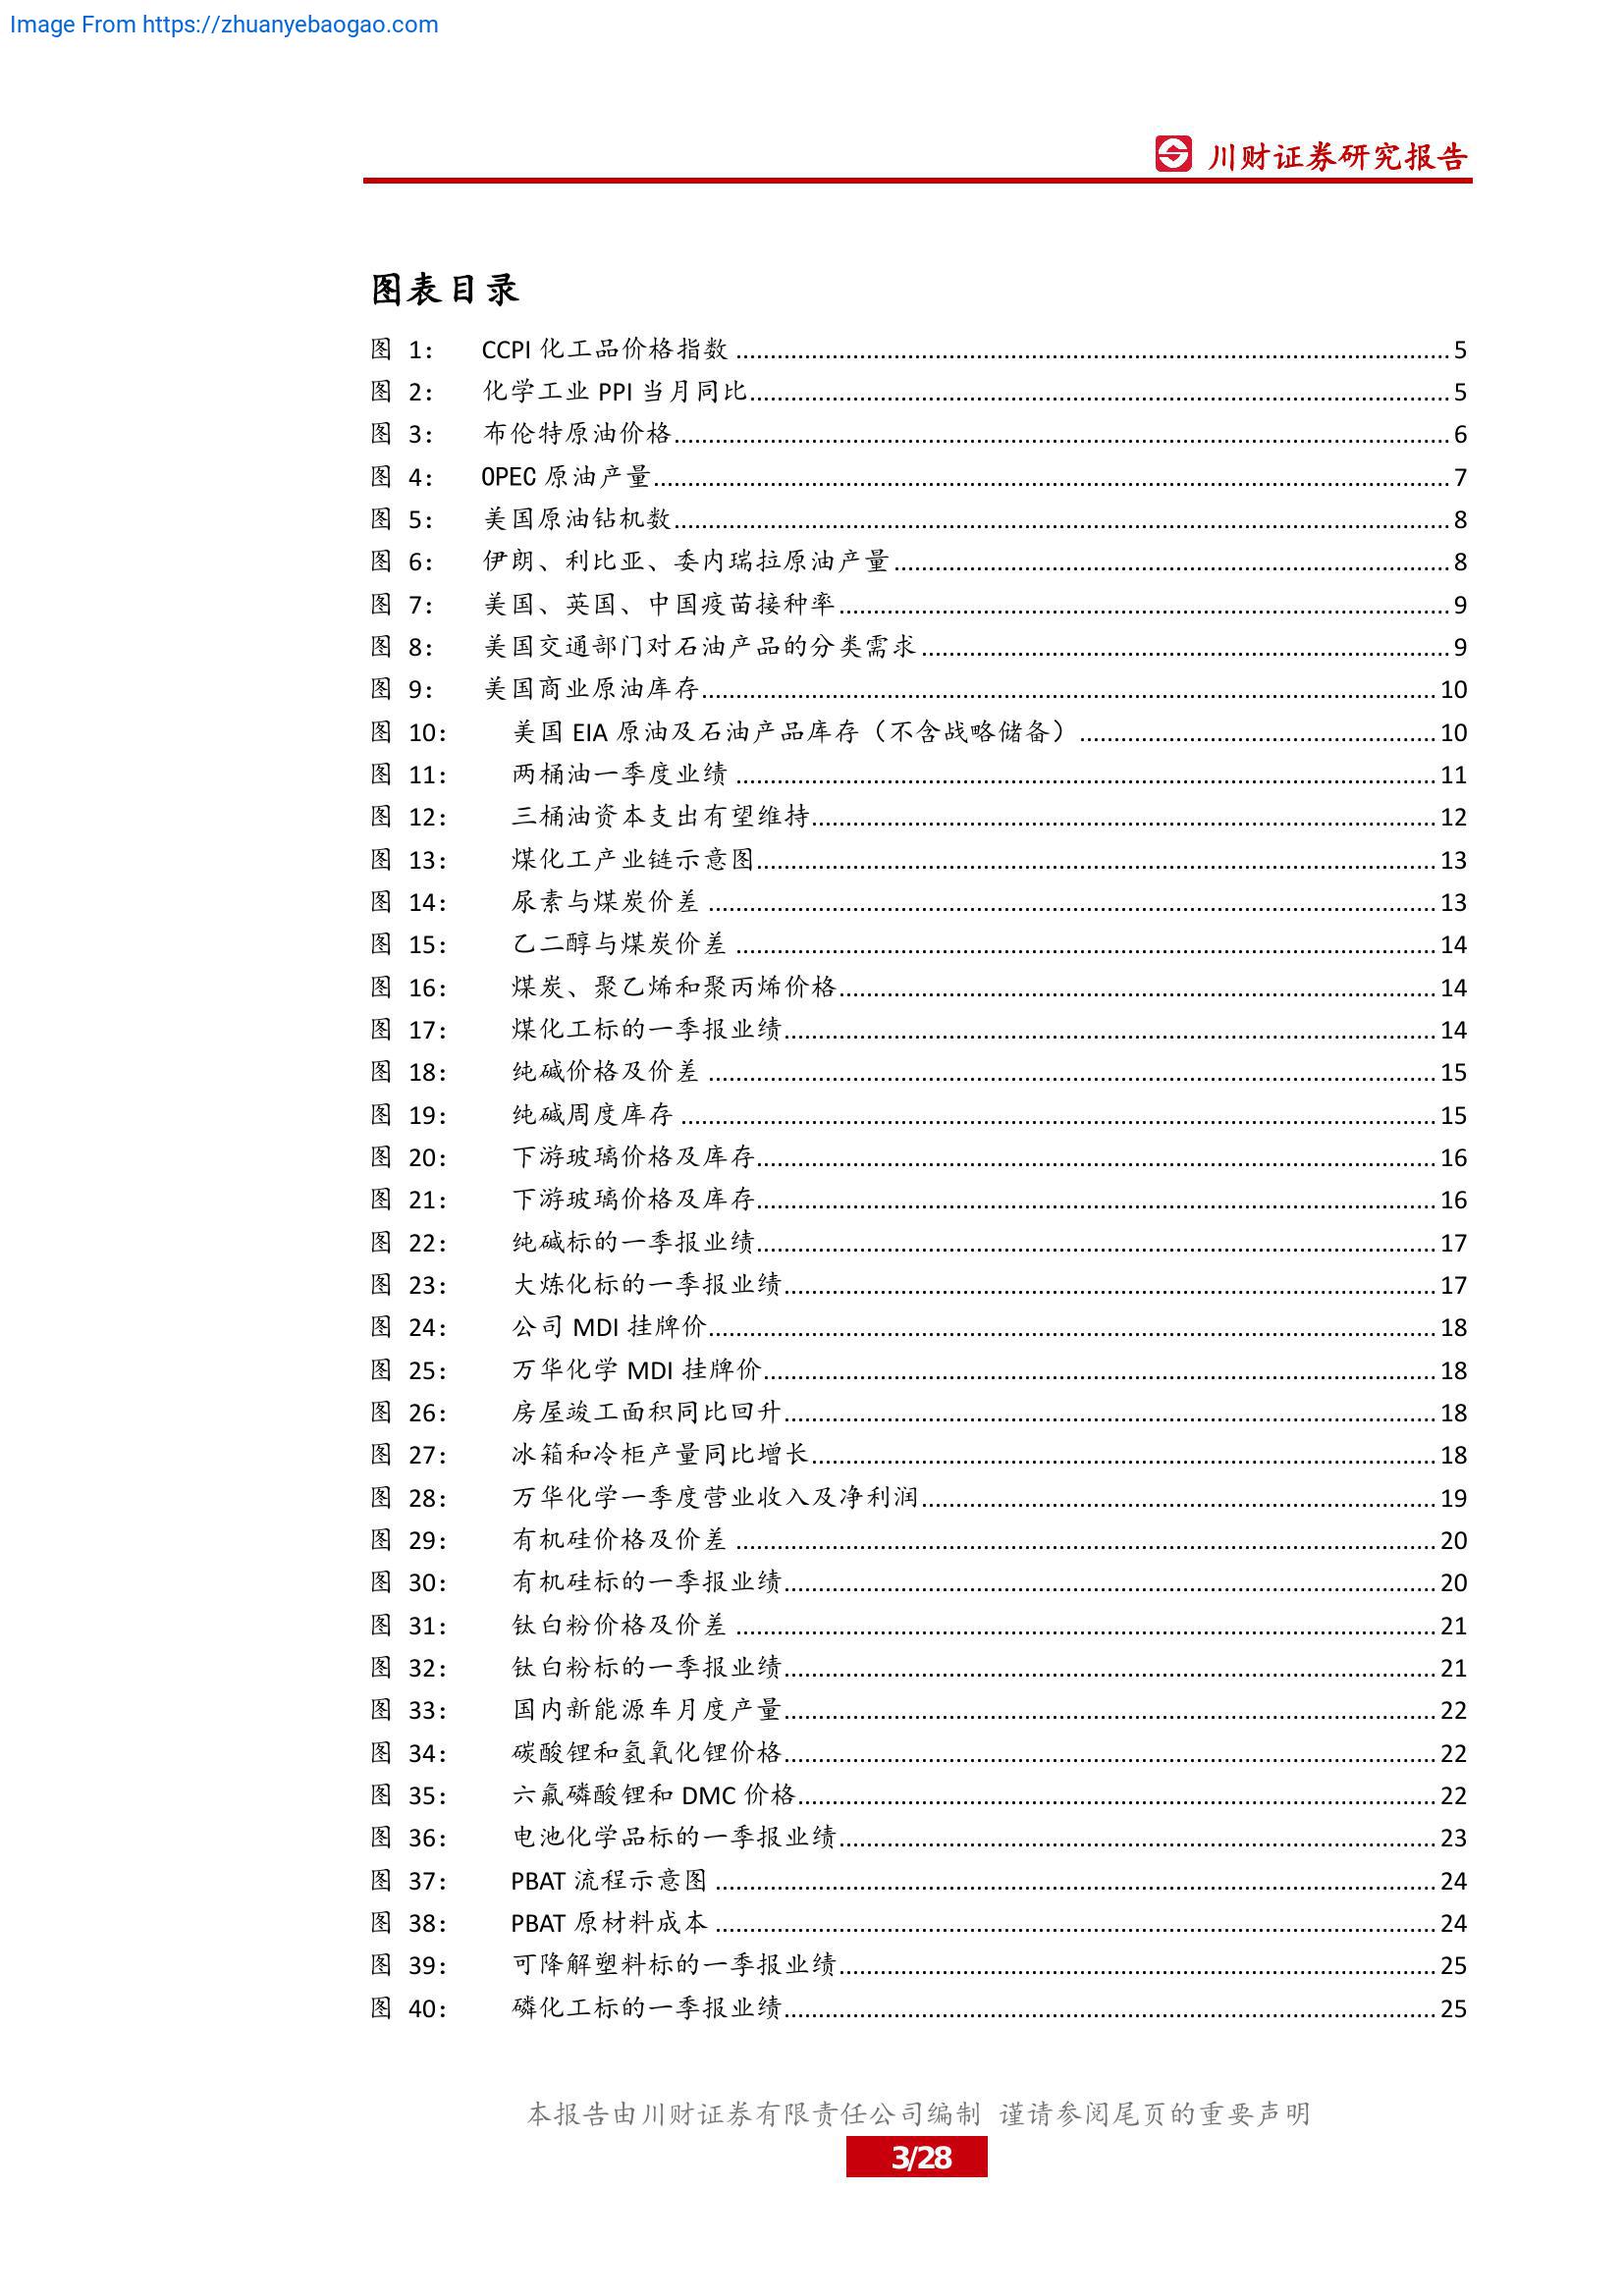 Image From https://zhuanyebaogao.com
川财证券研究报告
图表目录
图 1： CCPI 化工品价格指数 ........ 5
图 2： 化学工业 PPI 当月同比 ........ 5
图 3： 布伦特原油价格 ........ 6
图 4： OPEC 原油产量 ........ 7
图 5： 美国原油钻机数 ........ 8
图 6： 伊朗、利比亚、委内瑞拉原油产量 ........ 8
图 7： 美国、英国、中国疫苗接种率 ........ 9
图 8： 美国交通部门对石油产品的分类需求 ........ 9
图 9： 美国商业原油库存 ........ 10
图 10： 美国 EIA 原油及石油产品库存（不含战略储备） ........ 10
图 11： 两桶油一季度业绩 ........ 11
图 12： 三桶油资本支出有望维持 ........ 12
图 13： 煤化工产业链示意图 ........ 13
图 14： 尿素与煤炭价差 ........ 13
图 15： 乙二醇与煤炭价差 ........ 14
图 16： 煤炭、聚乙烯和聚丙烯价格 ........ 14
图 17： 煤化工标的一季报业绩 ........ 14
图 18： 纯碱价格及价差 ........ 15
图 19： 纯碱周度库存 ........ 15
图 20： 下游玻璃价格及库存 ........ 16
图 21： 下游玻璃价格及库存 ........ 16
图 22： 纯碱标的一季报业绩 ........ 17
图 23： 大炼化标的一季报业绩 ........ 17
图 24： 公司 MDI 挂牌价 ........ 18
图 25： 万华化学 MDI 挂牌价 ........ 18
图 26： 房屋竣工面积同比回升 ........ 18
图 27： 冰箱和冷柜产量同比增长 ........ 18
图 28： 万华化学一季度营业收入及净利润 ........ 19
图 29： 有机硅价格及价差 ........ 20
图 30： 有机硅标的一季报业绩 ........ 20
图 31： 钛白粉价格及价差 ........ 21
图 32： 钛白粉标的一季报业绩 ........ 21
图 33： 国内新能源车月度产量 ........ 22
图 34： 碳酸锂和氢氧化锂价格 ........ 22
图 35： 六氟磷酸锂和 DMC 价格 ........ 22
图 36： 电池化学品标的一季报业绩 ........ 23
图 37： PBAT 流程示意图 ........ 24
图 38： PBAT 原材料成本 ........ 24
图 39： 可降解塑料标的一季报业绩 ........ 25
图 40： 磷化工标的一季报业绩 ........ 25
本报告由川财证券有限责任公司编制 谨请参阅尾页的重要声明
3/28